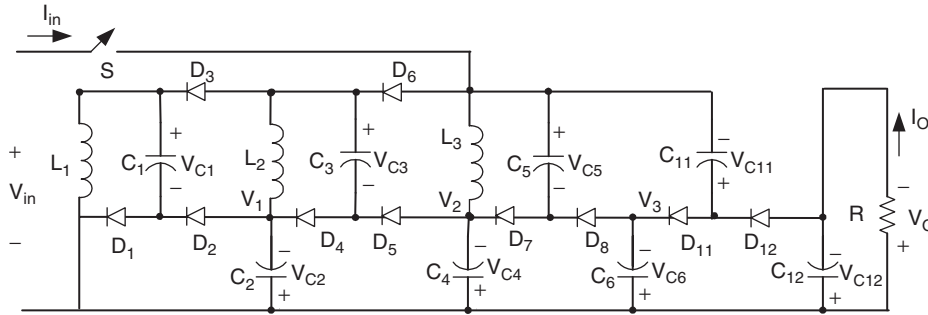 I_in
S
D_3
D_6
+ + + + −
L_1 C_1 V_C1 L_2 C_3 V_C3 L_3 C_5 V_C5 C_11 V_C11 I_O
V_in − V_1 − V_2 − V_3 + R − V_O
− D_1 D_2 D_4 D_5 D_7 D_8 D_11 D_12 +
− − − −
C_2 V_C2 C_4 V_C4 C_6 V_C6 C_12 V_C12
+ + + +